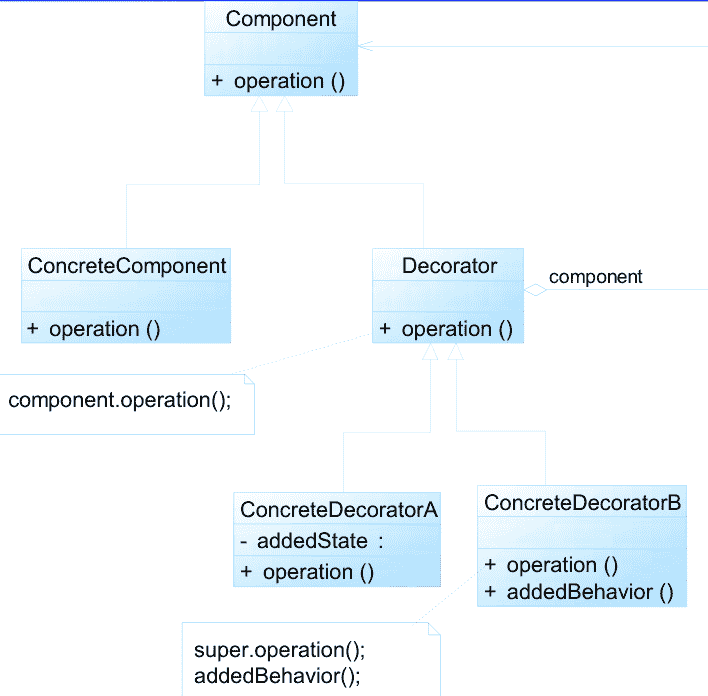 Component
+ operation ()
ConcreteComponent
+ operation ()
Decorator
+ operation ()
component
component.operation();
ConcreteDecoratorA
- addedState :
+ operation ()
ConcreteDecoratorB
+ operation ()
+ addedBehavior ()
super.operation();
addedBehavior();